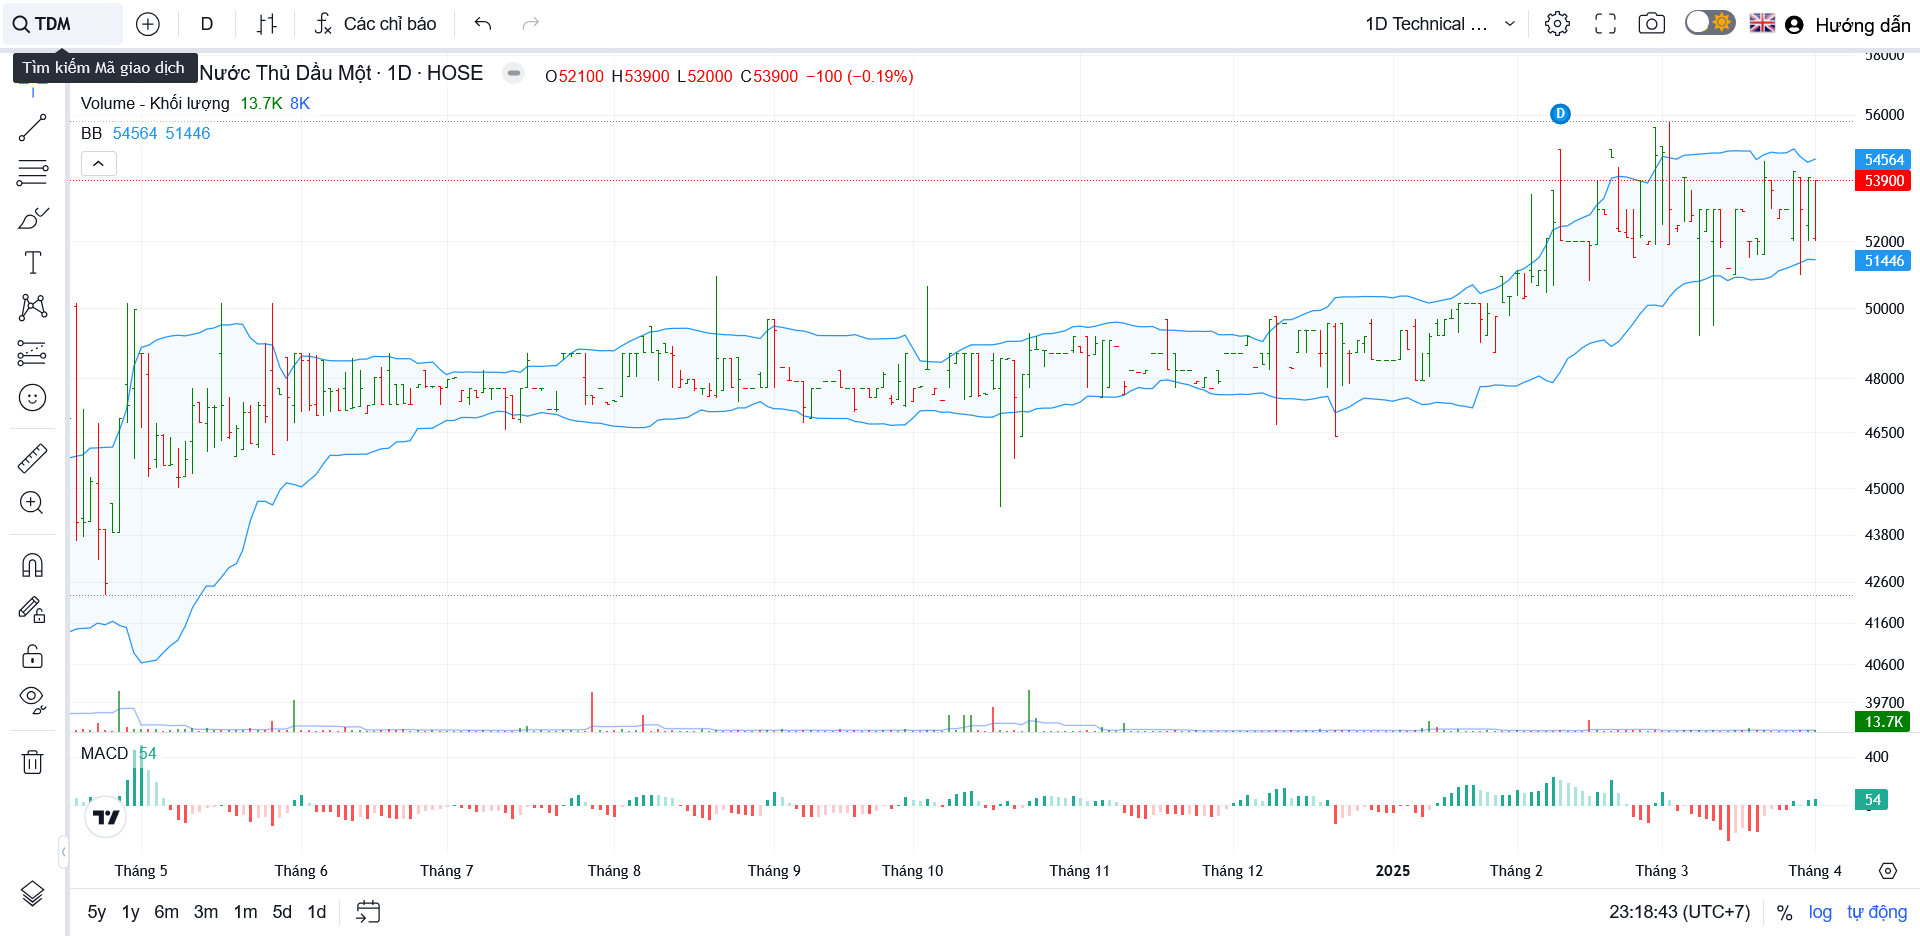 TDM
D
Các chỉ báo
1D Technical ...
Hướng dẫn
Tìm kiếm Mã giao dịch
Nước Thủ Dầu Một · 1D · HOSE
O52100 H53900 L52000 C53900 −100 (−0.19%)
Volume - Khối lượng 13.7K 8K
BB 54564 51446
D
58000
56000
54564
53900
52000
51446
50000
48000
46500
45000
43800
42600
41600
40600
39700
13.7K
MACD 54
400
54
Tháng 5 Tháng 6 Tháng 7 Tháng 8 Tháng 9 Tháng 10 Tháng 11 Tháng 12 2025 Tháng 2 Tháng 3 Tháng 4
5y 1y 6m 3m 1m 5d 1d
23:18:43 (UTC+7) % log tự động